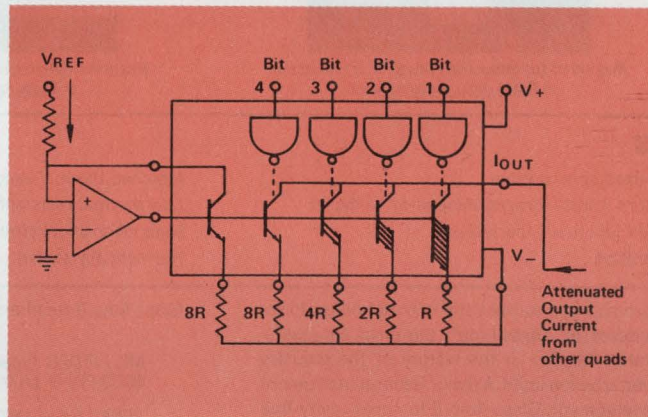 VREF
Bit Bit Bit Bit
4 3 2 1
V+
IOUT
+
−
V−
8R 8R 4R 2R R
Attenuated
Output
Current
from
other quads